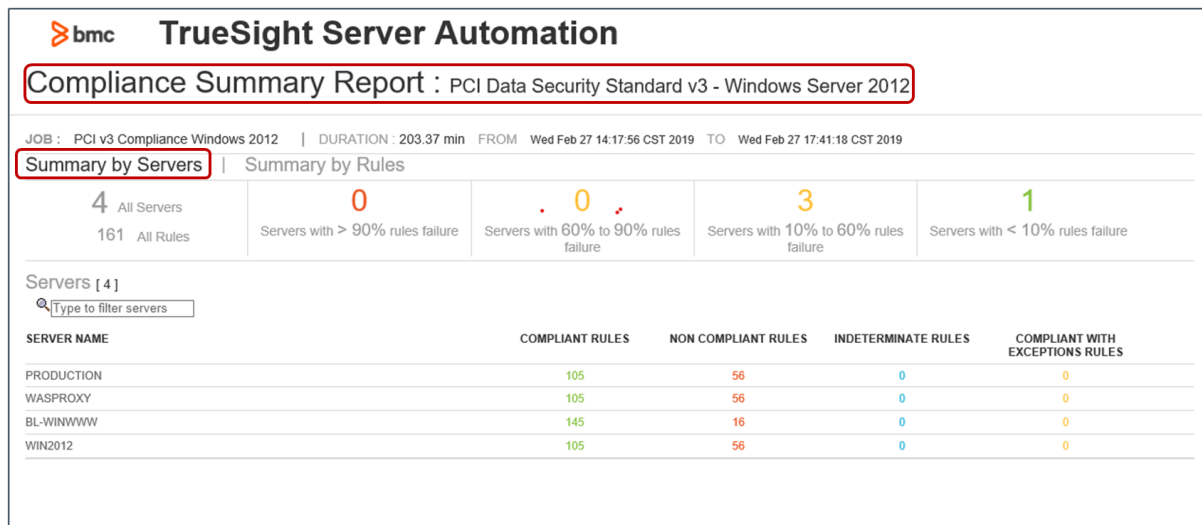 bmc TrueSight Server Automation
Compliance Summary Report : PCI Data Security Standard v3 - Windows Server 2012
JOB : PCI v3 Compliance Windows 2012 | DURATION : 203.37 min FROM Wed Feb 27 14:17:56 CST 2019 TO Wed Feb 27 17:41:18 CST 2019
Summary by Servers | Summary by Rules
4 All Servers
161 All Rules
0
Servers with > 90% rules failure
0
Servers with 60% to 90% rules
failure
3
Servers with 10% to 60% rules
failure
1
Servers with < 10% rules failure
Servers [ 4 ]
Type to filter servers
SERVER NAME COMPLIANT RULES NON COMPLIANT RULES INDETERMINATE RULES COMPLIANT WITH
EXCEPTIONS RULES
PRODUCTION 105 56 0 0
WASPROXY 105 56 0 0
BL-WINWWW 145 16 0 0
WIN2012 105 56 0 0